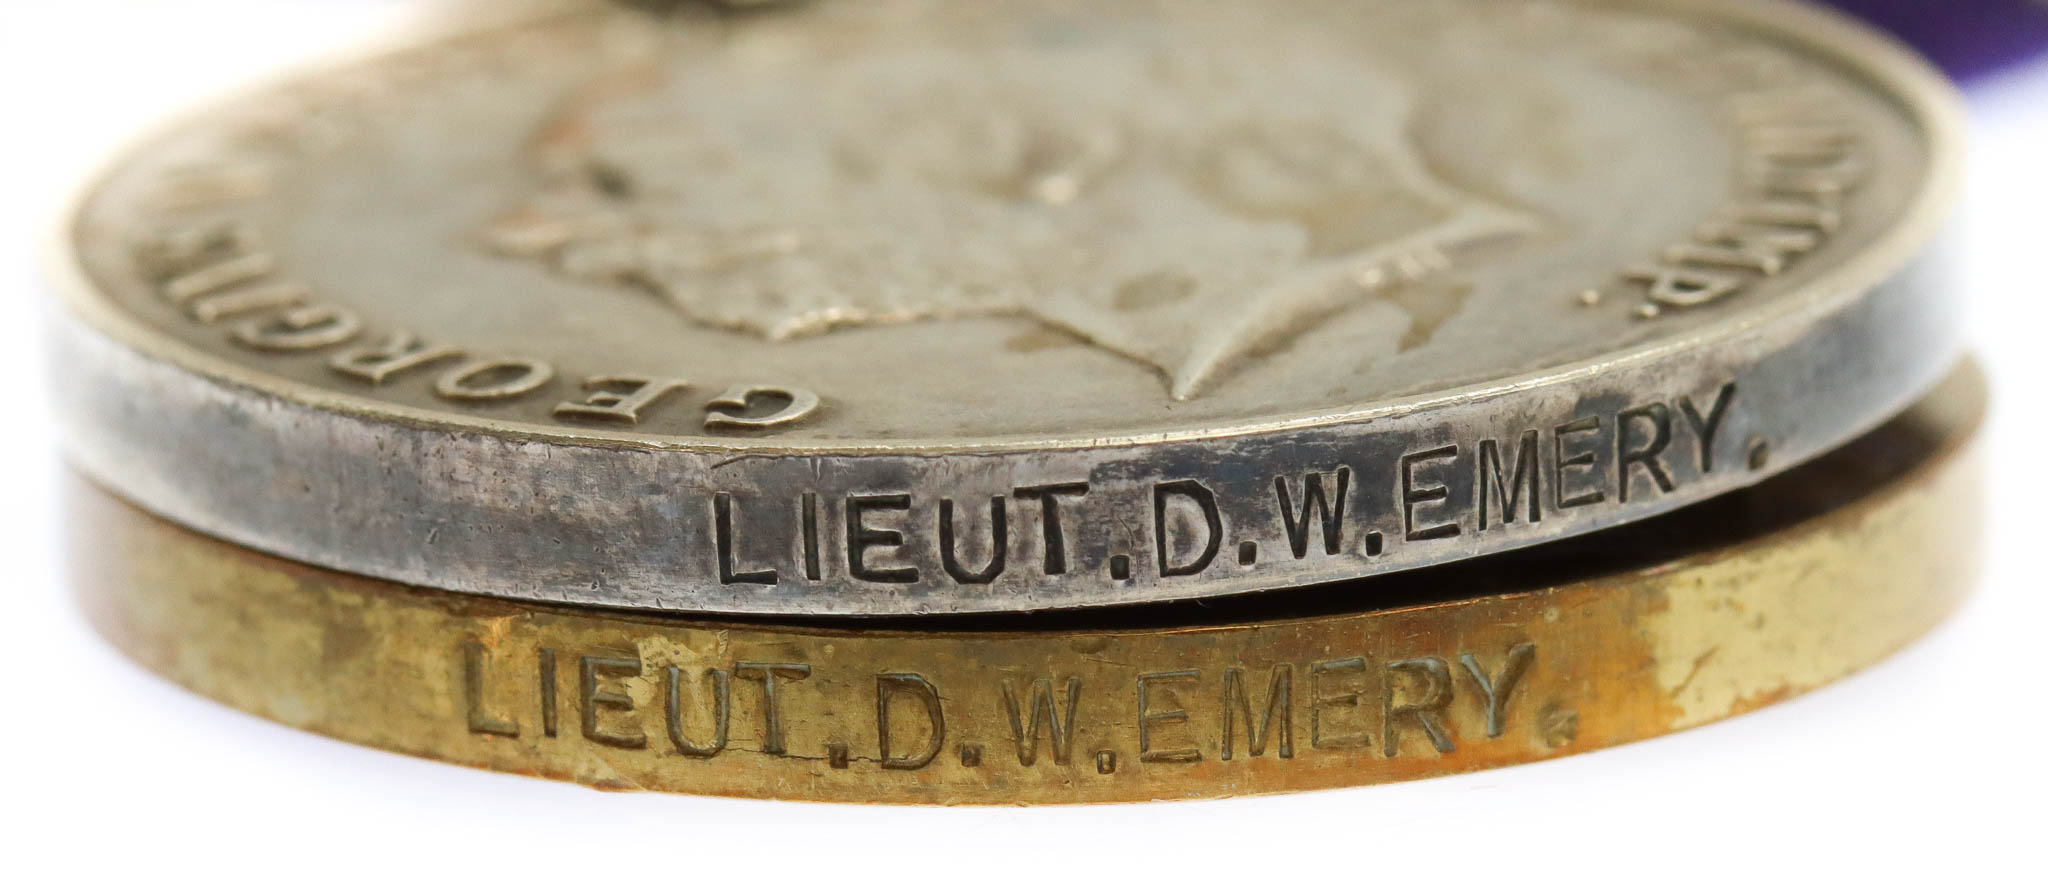 GEORGIVS
IMP:
LIEUT. D. W. EMERY.
LIEUT. D. W. EMERY.